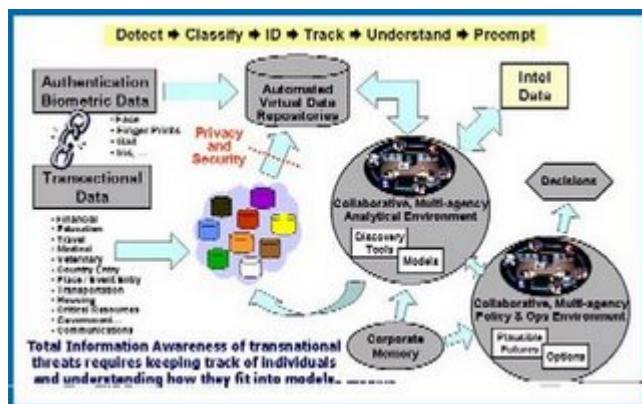 Detect → Classify → ID → Track → Understand → Preempt
Authentication
Biometric Data
• Face
• Finger Prints
• Gait
• Iris, ...
Automated
Virtual Data
Repositories
Intel
Data
Privacy
and
Security
Transactional
Data
• Financial
• Education
• Travel
• Medical
• Veterinary
• Country Entry
• Place / Event Entry
• Transportation
• Housing
• Critical Resources
• Government
• Communications
Collaborative, Multi-agency
Analytical Environment
Discovery
Tools
Models
Decisions
Collaborative, Multi-agency
Policy & Ops Environment
Plausible
Futures
Options
Corporate
Memory
Total Information Awareness of transnational
threats requires keeping track of individuals
and understanding how they fit into models.